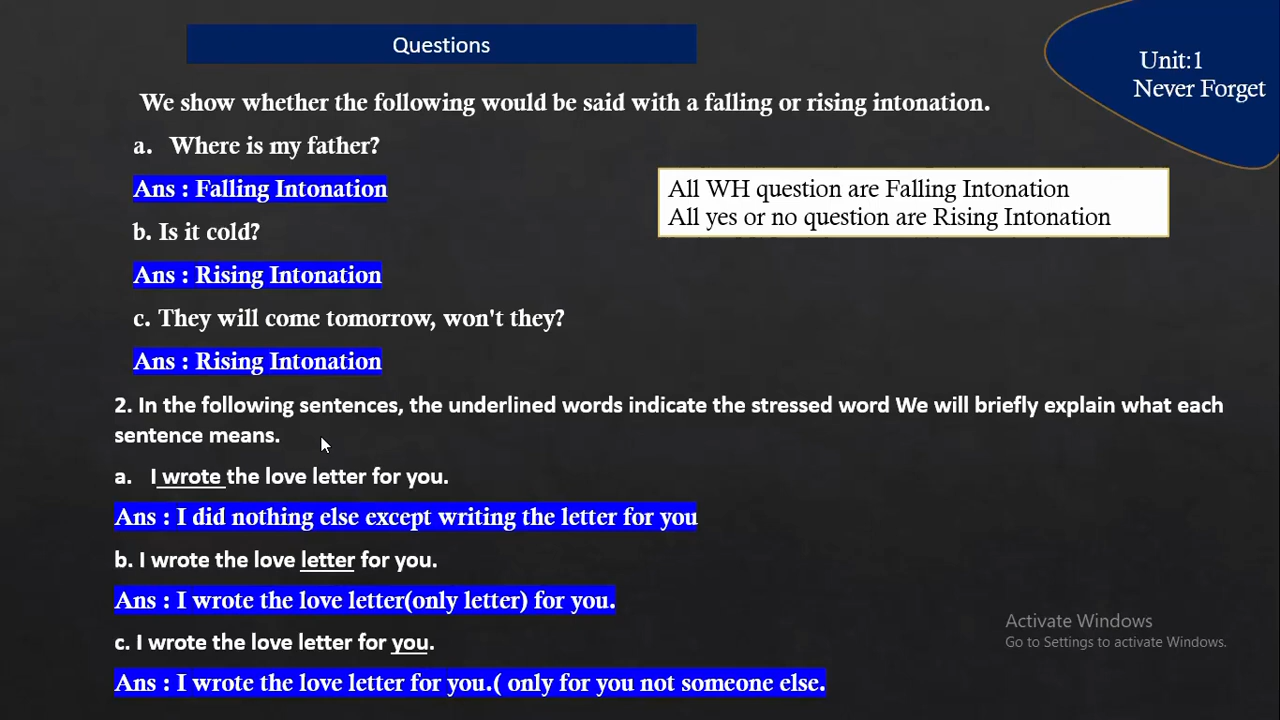 Questions
Unit:1
Never Forget
We show whether the following would be said with a falling or rising intonation.
a. Where is my father?
Ans : Falling Intonation
All WH question are Falling Intonation
All yes or no question are Rising Intonation
b. Is it cold?
Ans : Rising Intonation
c. They will come tomorrow, won't they?
Ans : Rising Intonation
2. In the following sentences, the underlined words indicate the stressed word We will briefly explain what each
sentence means.
a. I wrote the love letter for you.
Ans : I did nothing else except writing the letter for you
b. I wrote the love letter for you.
Ans : I wrote the love letter(only letter) for you.
c. I wrote the love letter for you.
Ans : I wrote the love letter for you.( only for you not someone else.
Activate Windows
Go to Settings to activate Windows.